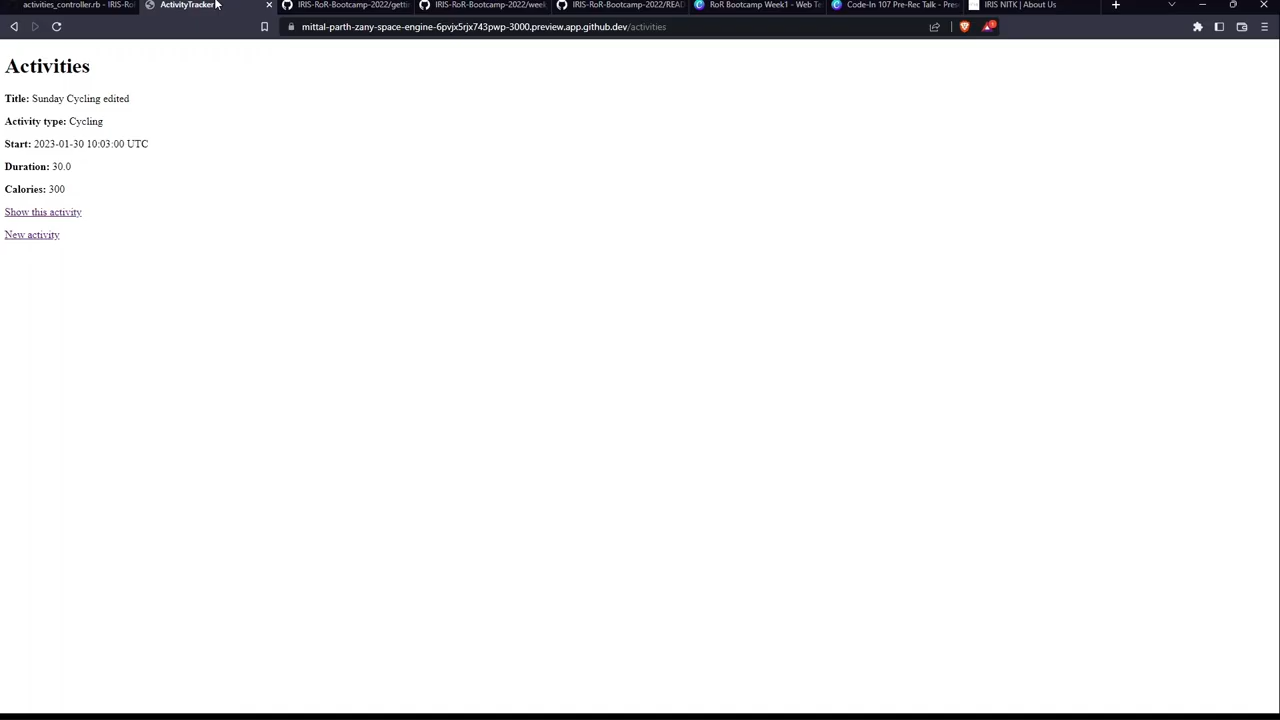 activities_controller.rb - IRIS-Ro
ActivityTracker
IRIS-RoR-Bootcamp-2022/gett
IRIS-RoR-Bootcamp-2022/week
IRIS-RoR-Bootcamp-2022/READ
RoR Bootcamp Week1 - Web Te
Code-In 107 Pre-Rec Talk - Pres
IRIS NITK | About Us
mittal-parth-zany-space-engine-6pvjx5rjx743pwp-3000.preview.app.github.dev/activities
Activities
Title: Sunday Cycling edited
Activity type: Cycling
Start: 2023-01-30 10:03:00 UTC
Duration: 30.0
Calories: 300
Show this activity
New activity